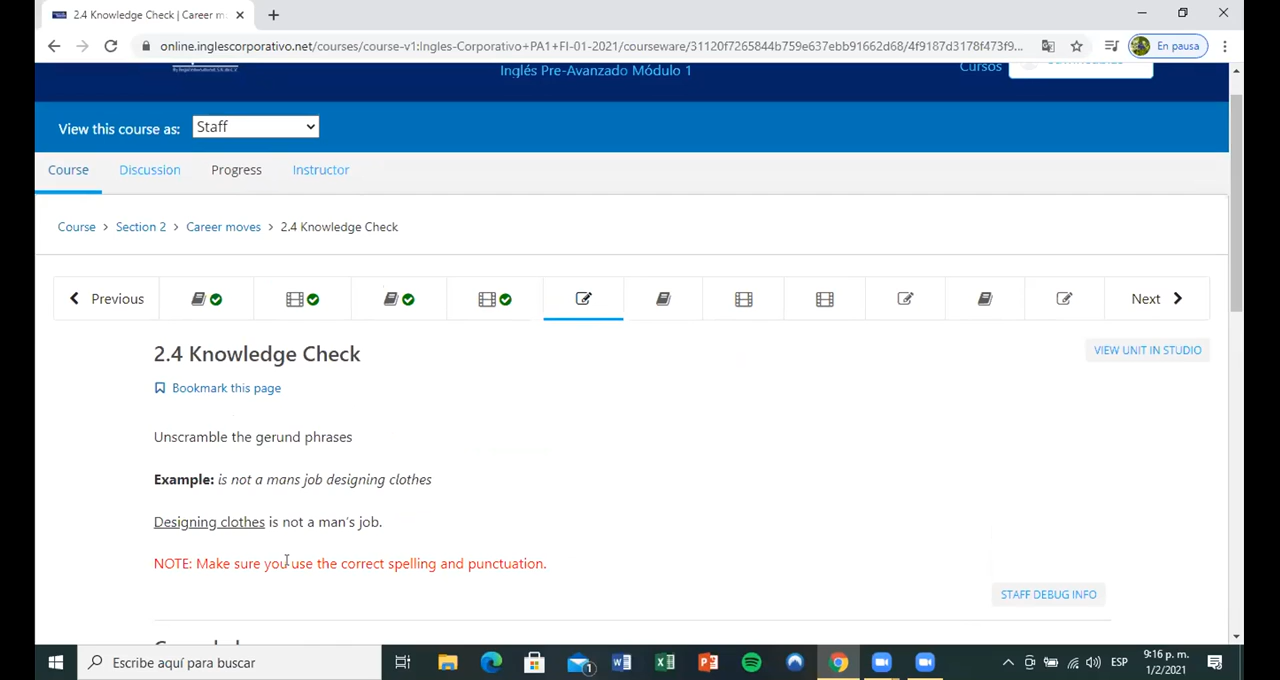 2.4 Knowledge Check | Career m
online.inglescorporativo.net/courses/course-v1:Ingles-Corporativo+PA1+FI-01-2021/courseware/31120f7265844b759e637ebb91662d68/4f9187d3178f473f9...
En pausa
Inglés Pre-Avanzado Módulo 1
Cursos
View this course as: Staff
Course Discussion Progress Instructor
Course > Section 2 > Career moves > 2.4 Knowledge Check
Previous
Next
2.4 Knowledge Check
VIEW UNIT IN STUDIO
Bookmark this page
Unscramble the gerund phrases
Example: is not a mans job designing clothes
Designing clothes is not a man's job.
NOTE: Make sure you use the correct spelling and punctuation.
STAFF DEBUG INFO
Escribe aquí para buscar
1
ESP
9:16 p. m.
1/2/2021